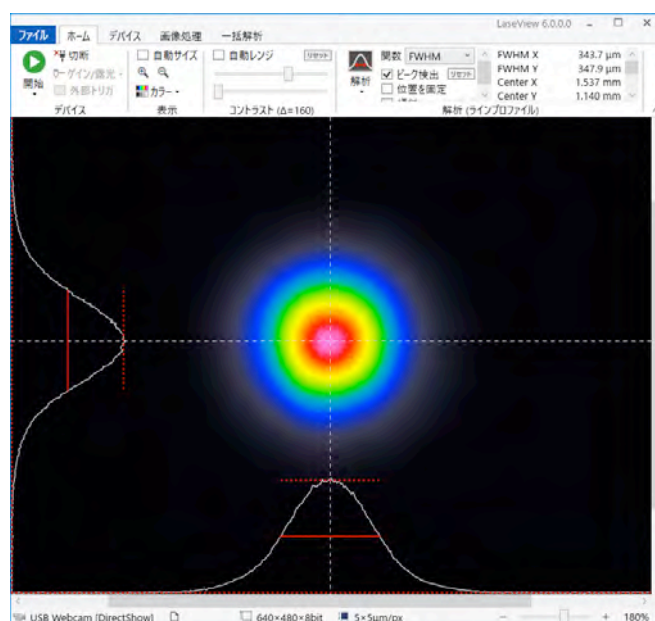 LaseView 6.0.0.0
ファイル ホーム デバイス 画像処理 一括解析
開始
切断
ゲイン/露光
外部トリガ
デバイス
自動サイズ
カラー
表示
自動レンジ リセット
コントラスト (Δ=160)
解析
関数 FWHM
ピーク検出 リセット
位置を固定
FWHM X 343.7 μm
FWHM Y 347.9 μm
Center X 1.537 mm
Center Y 1.140 mm
解析 (ラインプロファイル)
USB Webcam [DirectShow] 640×480×8bit 5×5um/px 180%